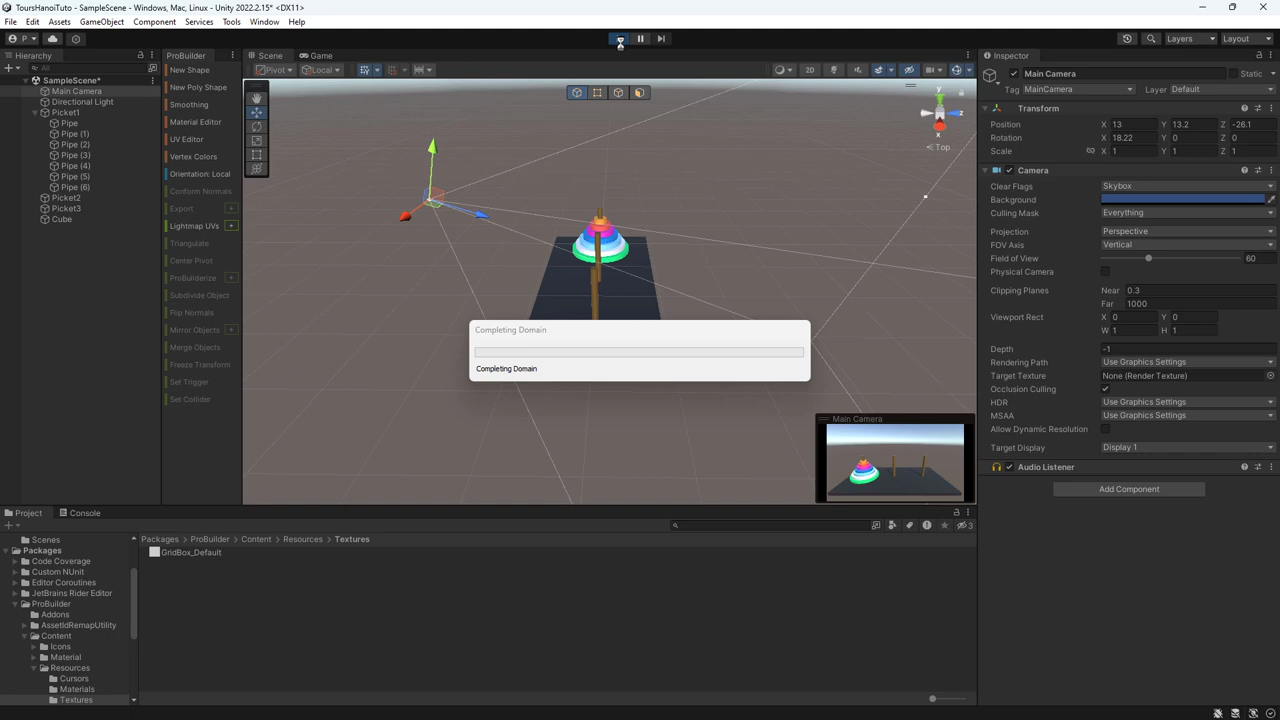 ToursHanoiTuto - SampleScene - Windows, Mac, Linux - Unity 2022.2.15* <DX11>
File Edit Assets GameObject Component Services Tools Window Help
P
Layers Layout
Hierarchy
All
SampleScene*
Main Camera
Directional Light
Picket1
Pipe
Pipe (1)
Pipe (2)
Pipe (3)
Pipe (4)
Pipe (5)
Pipe (6)
Picket2
Picket3
Cube
ProBuilder
New Shape
New Poly Shape
Smoothing
Material Editor
UV Editor
Vertex Colors
Orientation: Local
Conform Normals
Export
Lightmap UVs
Triangulate
Center Pivot
ProBuilderize
Subdivide Object
Flip Normals
Mirror Objects
Merge Objects
Freeze Transform
Set Trigger
Set Collider
Scene Game
Pivot Local 2D
y
z
x
< Top
Completing Domain
Completing Domain
Main Camera
Inspector
Main Camera Static
Tag MainCamera Layer Default
Transform
Position X 13 Y 13.2 Z -26.1
Rotation X 18.22 Y 0 Z 0
Scale X 1 Y 1 Z 1
Camera
Clear Flags Skybox
Background
Culling Mask Everything
Projection Perspective
FOV Axis Vertical
Field of View 60
Physical Camera
Clipping Planes Near 0.3
Far 1000
Viewport Rect X 0 Y 0
W 1 H 1
Depth -1
Rendering Path Use Graphics Settings
Target Texture None (Render Texture)
Occlusion Culling
HDR Use Graphics Settings
MSAA Use Graphics Settings
Allow Dynamic Resolution
Target Display Display 1
Audio Listener
Add Component
Project Console
3
Scenes
Packages
Code Coverage
Custom NUnit
Editor Coroutines
JetBrains Rider Editor
ProBuilder
Addons
AssetIdRemapUtility
Content
Icons
Material
Resources
Cursors
Materials
Textures
Packages > ProBuilder > Content > Resources > Textures
GridBox_Default